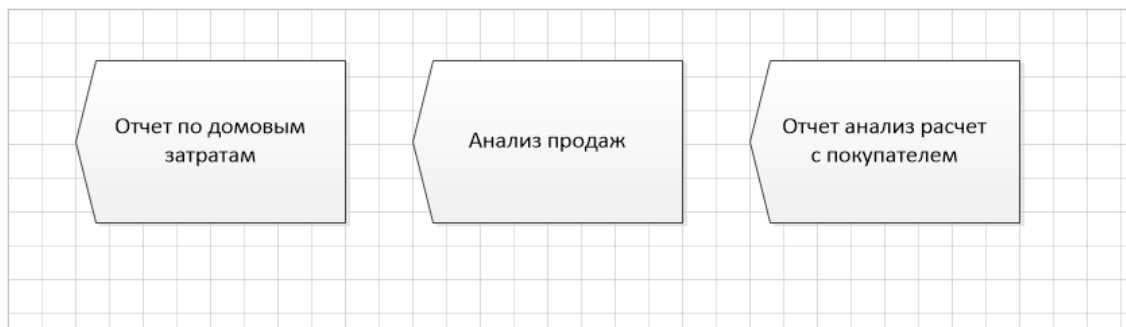 Отчет по домовым
затратам
Анализ продаж
Отчет анализ расчет
с покупателем